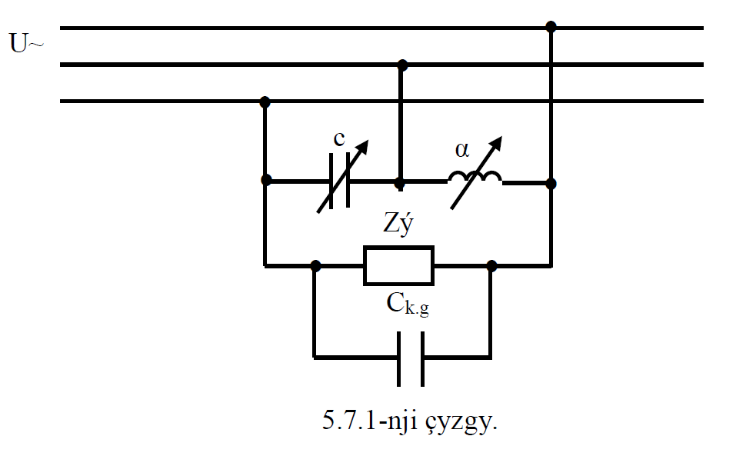 U~
c
α
Zý
Ck.g
5.7.1-nji çyzgy.